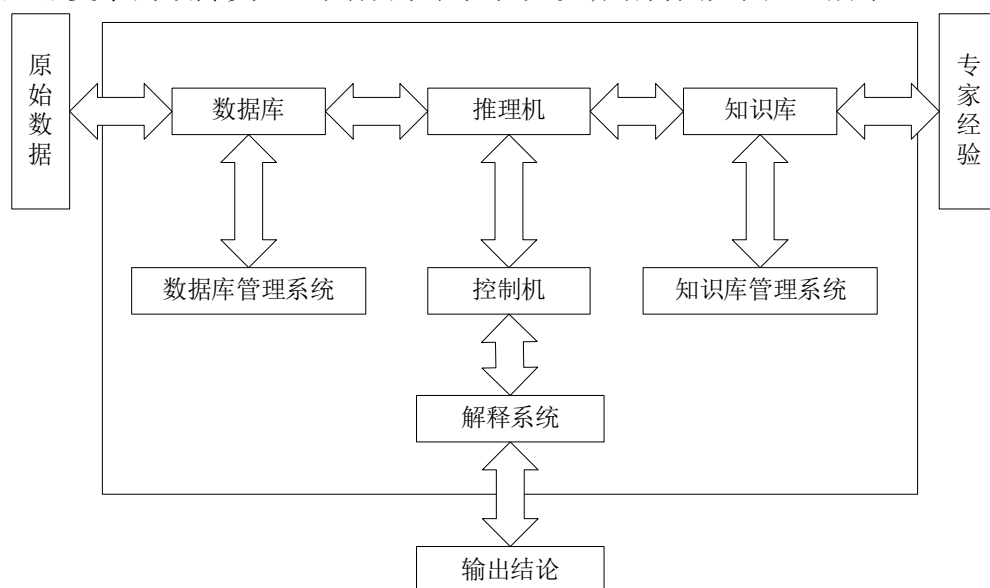 原始数据
数据库
推理机
知识库
专家经验
数据库管理系统
控制机
知识库管理系统
解释系统
输出结论